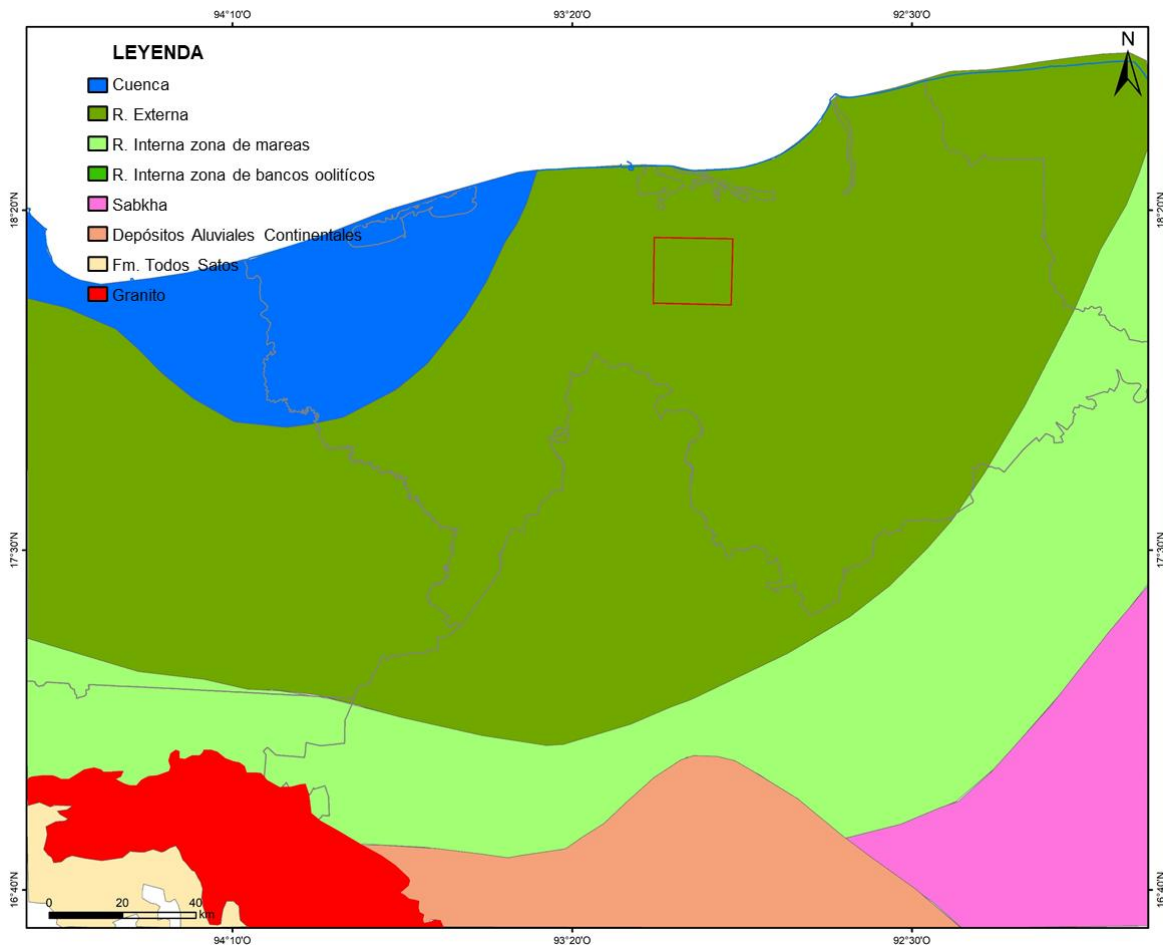 94°10'O 93°20'O 92°30'O
N
LEYENDA
Cuenca
R. Externa
R. Interna zona de mareas
R. Interna zona de bancos oolitícos
Sabkha
Depósitos Aluviales Continentales
Fm. Todos Satos
Granito
18°20'N 18°20'N
17°30'N 17°30'N
16°40'N 16°40'N
0 20 40
km
94°10'O 93°20'O 92°30'O